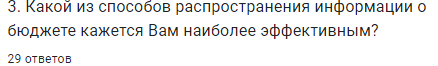 3. Какой из способов распространения информации о
бюджете кажется Вам наиболее эффективным?
29 ответов